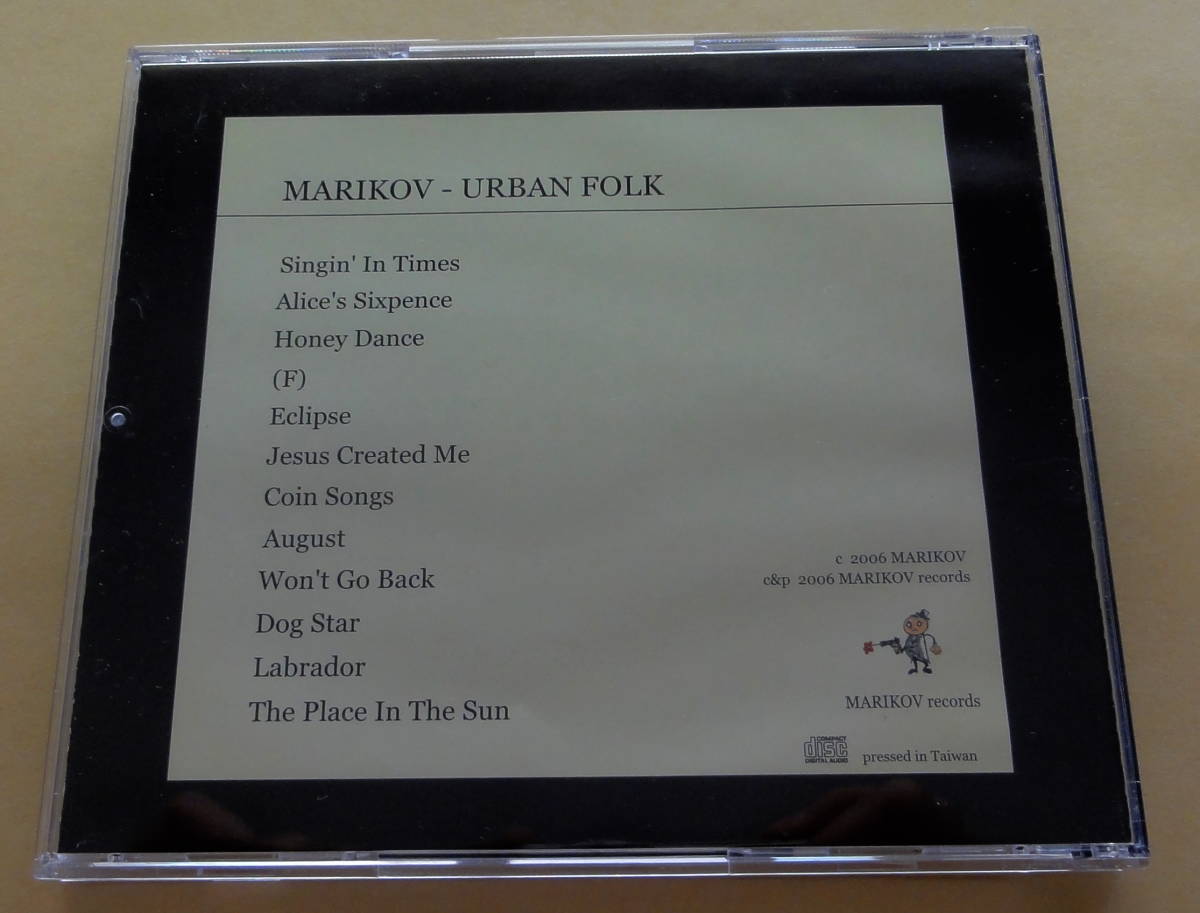 MARIKOV - URBAN FOLK
Singin' In Times
Alice's Sixpence
Honey Dance
(F)
Eclipse
Jesus Created Me
Coin Songs
August
Won't Go Back
Dog Star
Labrador
The Place In The Sun
c 2006 MARIKOV
c&p 2006 MARIKOV records
MARIKOV records
COMPACT
disc
DIGITAL AUDIO
pressed in Taiwan